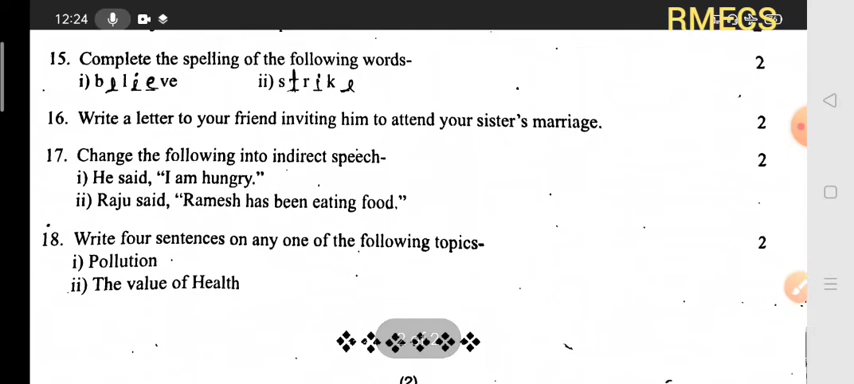 12:24
RMECS
15. Complete the spelling of the following words- 2
i) believe ii) strike
16. Write a letter to your friend inviting him to attend your sister's marriage. 2
17. Change the following into indirect speech- 2
i) He said, "I am hungry."
ii) Raju said, "Ramesh has been eating food."
18. Write four sentences on any one of the following topics- 2
i) Pollution
ii) The value of Health
(2)